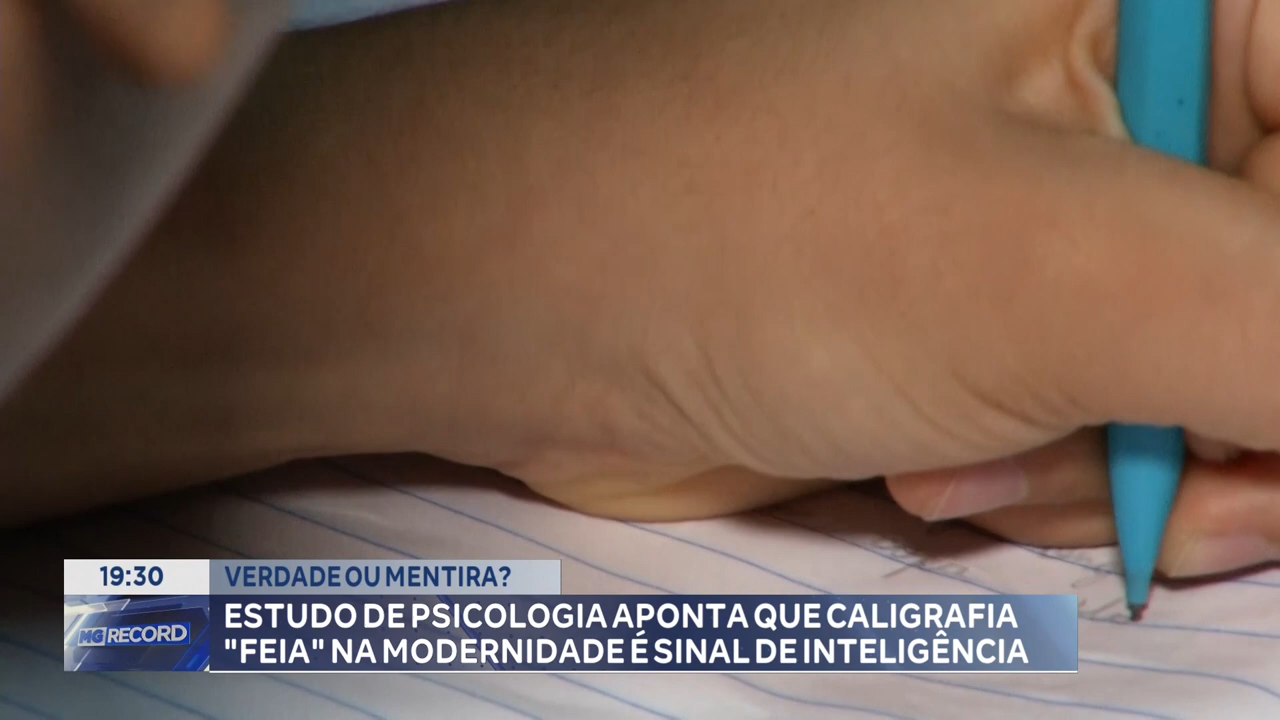 19:30
VERDADE OU MENTIRA?
MG RECORD
ESTUDO DE PSICOLOGIA APONTA QUE CALIGRAFIA
"FEIA" NA MODERNIDADE É SINAL DE INTELIGÊNCIA